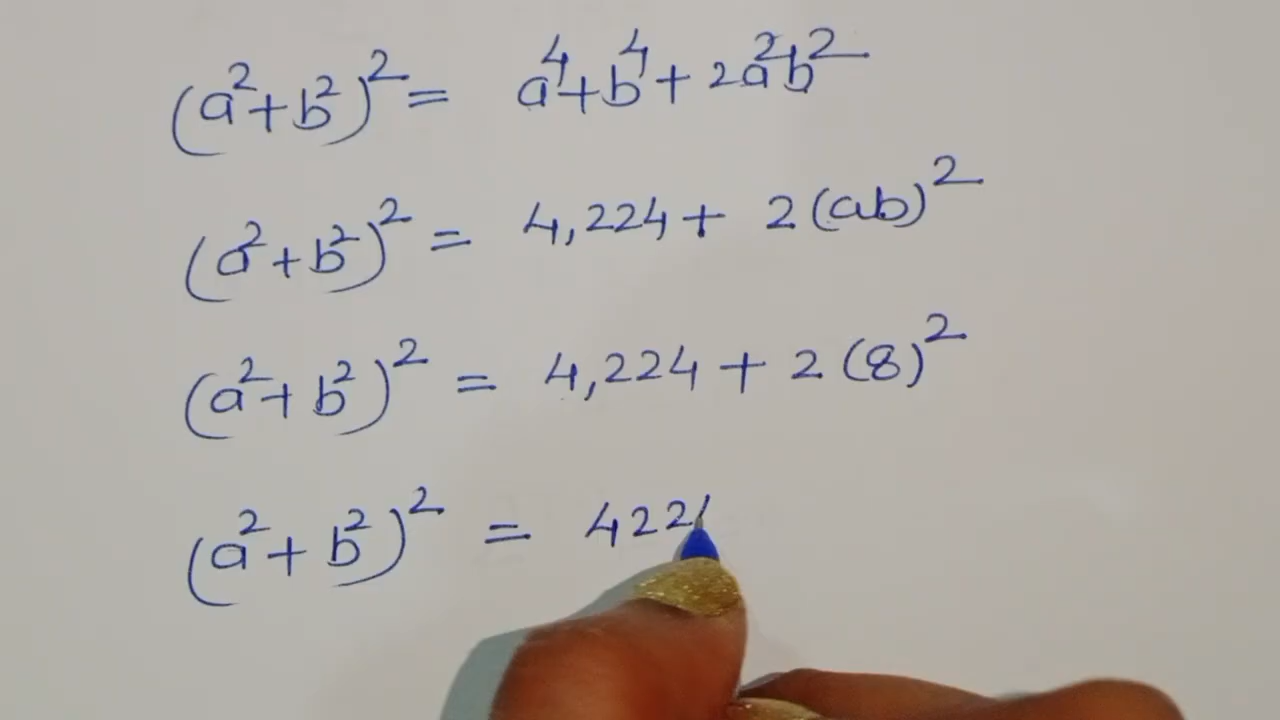 (a²+b²)² = a⁴+b⁴+2a²b²
(a²+b²)² = 4,224+ 2(ab)²
(a²+b²)² = 4,224+ 2(8)²
(a²+b²)² = 422